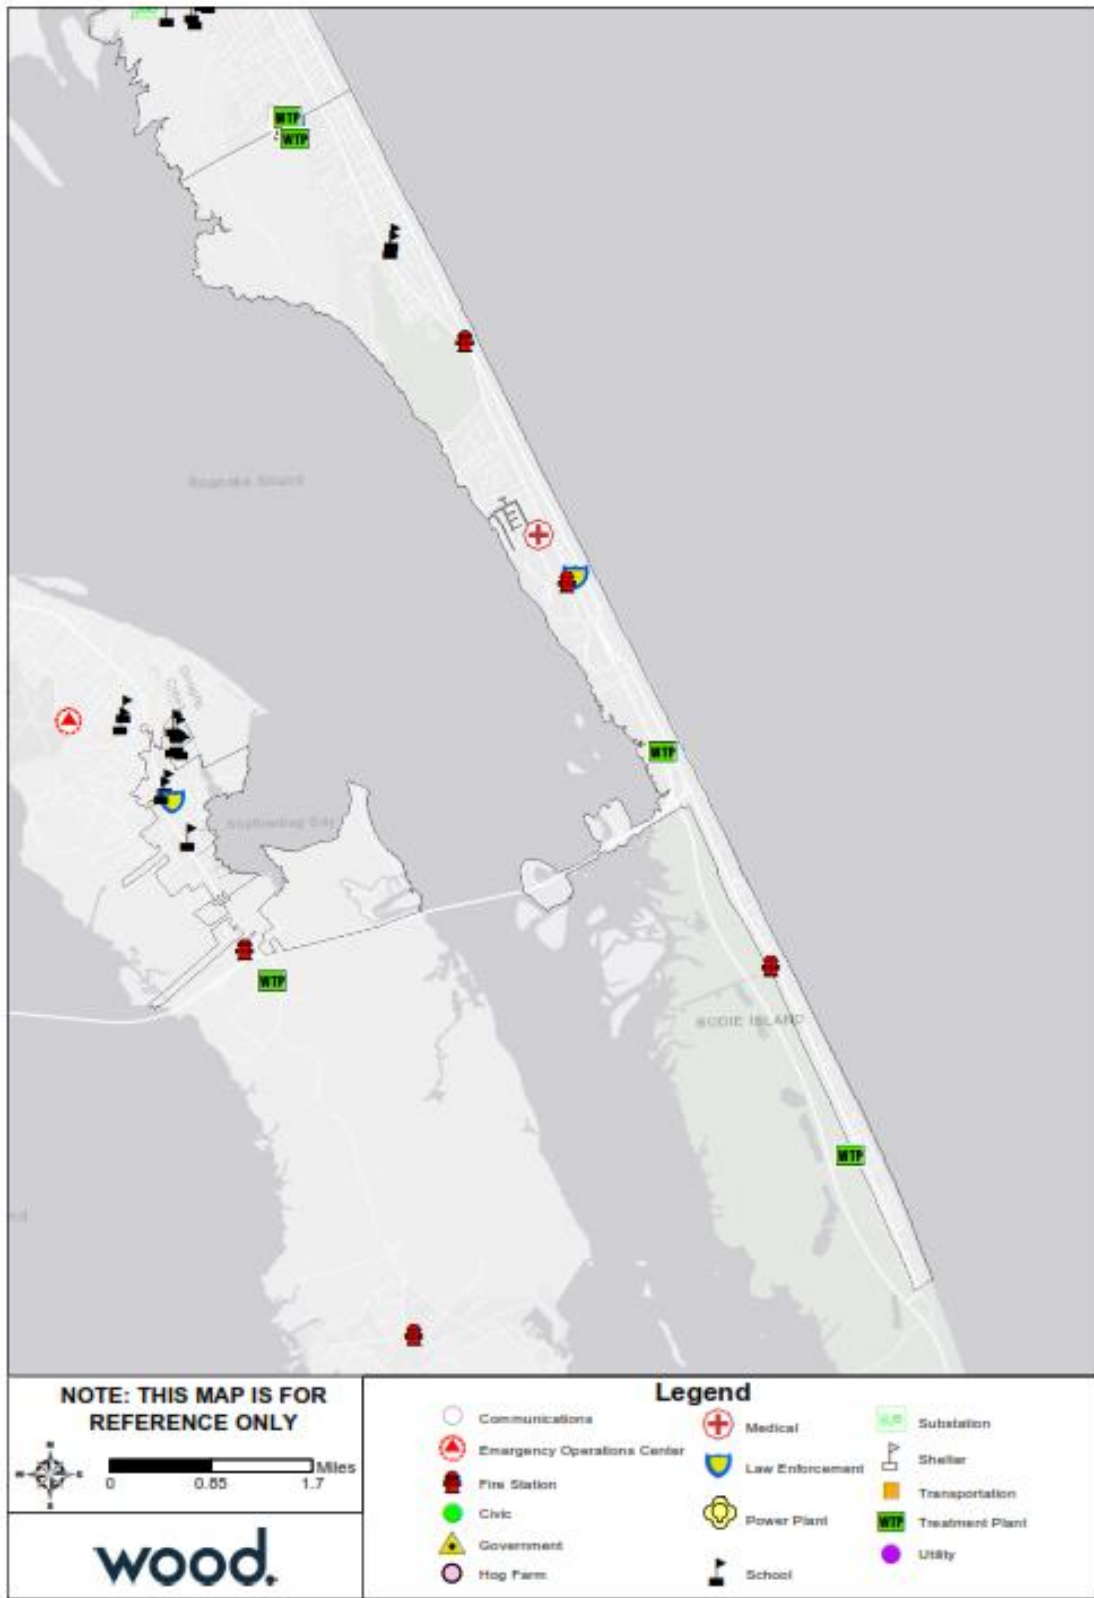 WTP
WTP
Roanoke Sound
WTP
WTP
BODIE ISLAND
WTP
NOTE: THIS MAP IS FOR
REFERENCE ONLY
Miles
0 0.85 1.7
wood.
Legend
Communications
Emergency Operations Center
Fire Station
Civic
Government
Hog Farm
Medical
Law Enforcement
Power Plant
School
Substation
Shelter
Transportation
WTP Treatment Plant
Utility